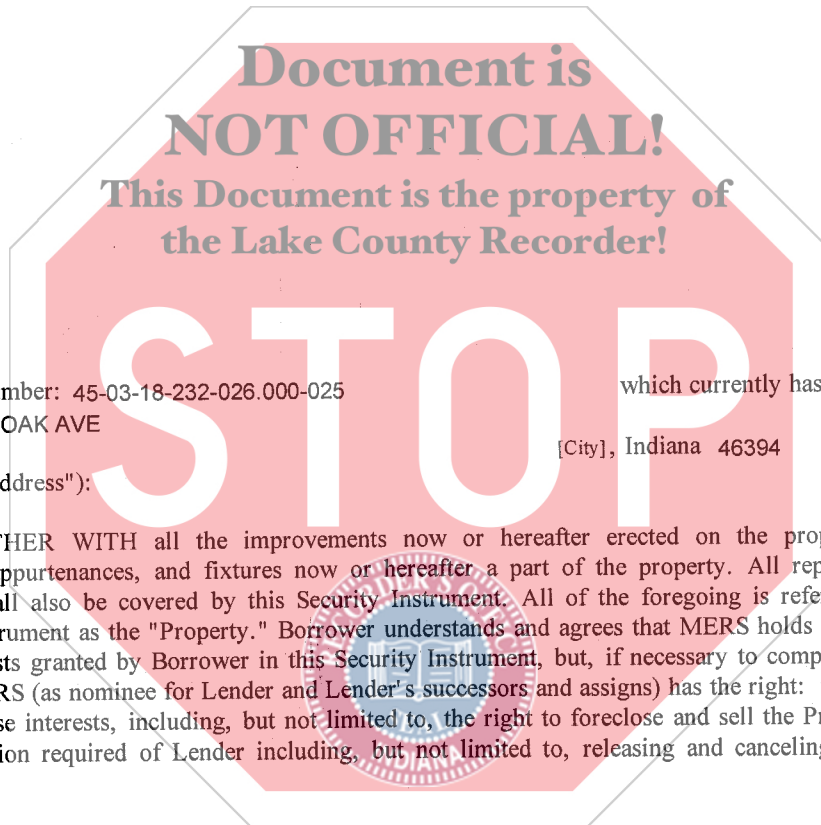 Document is
NOT OFFICIAL!
This Document is the property of
the Lake County Recorder!
STOP
mber: 45-03-18-232-026.000-025 which currently has
OAK AVE
[City], Indiana 46394
ddress"):
THER WITH all the improvements now or hereafter erected on the prop
ppurtenances, and fixtures now or hereafter a part of the property. All rep
all also be covered by this Security Instrument. All of the foregoing is refe
rument as the "Property." Borrower understands and agrees that MERS holds
sts granted by Borrower in this Security Instrument, but, if necessary to comp
RS (as nominee for Lender and Lender's successors and assigns) has the right:
se interests, including, but not limited to, the right to foreclose and sell the Pr
ion required of Lender including, but not limited to, releasing and canceling
INDIANA